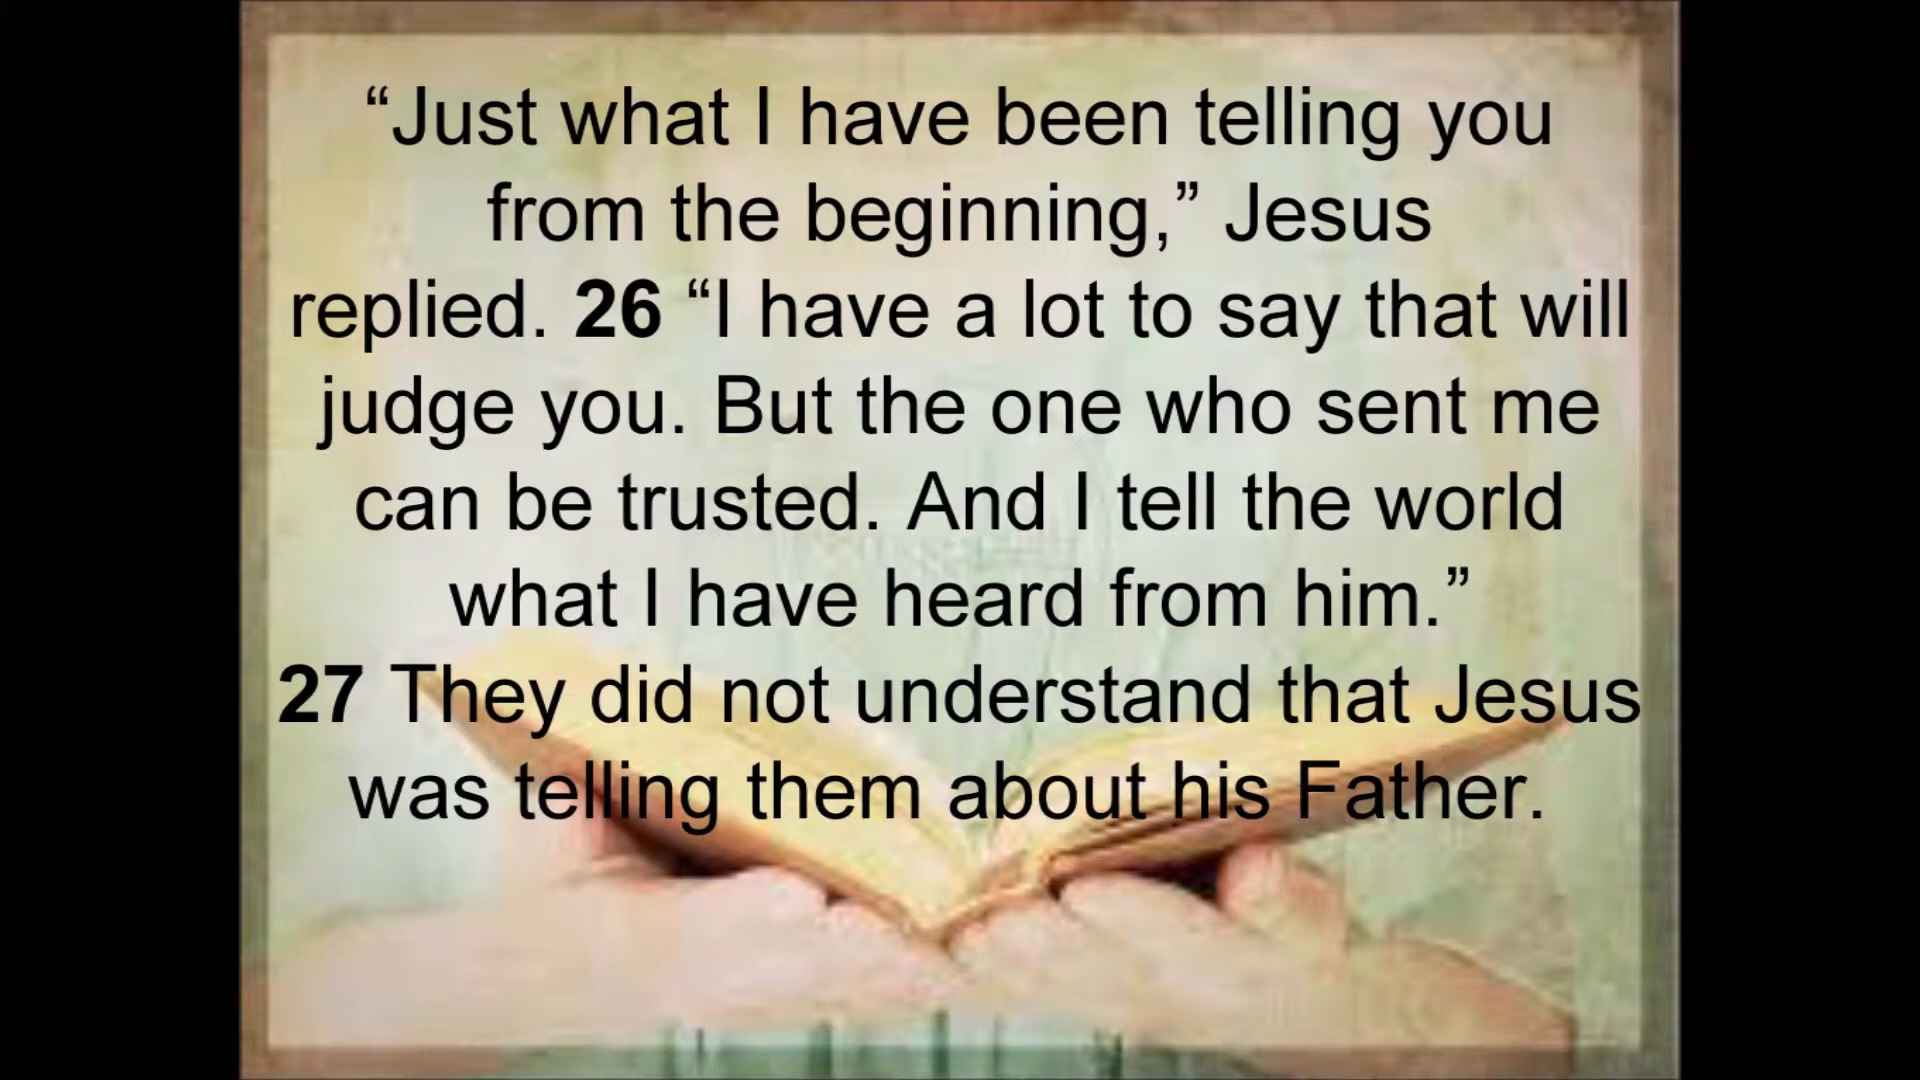 “Just what I have been telling you
from the beginning,” Jesus
replied. 26 “I have a lot to say that will
judge you. But the one who sent me
can be trusted. And I tell the world
what I have heard from him.”
27 They did not understand that Jesus
was telling them about his Father.